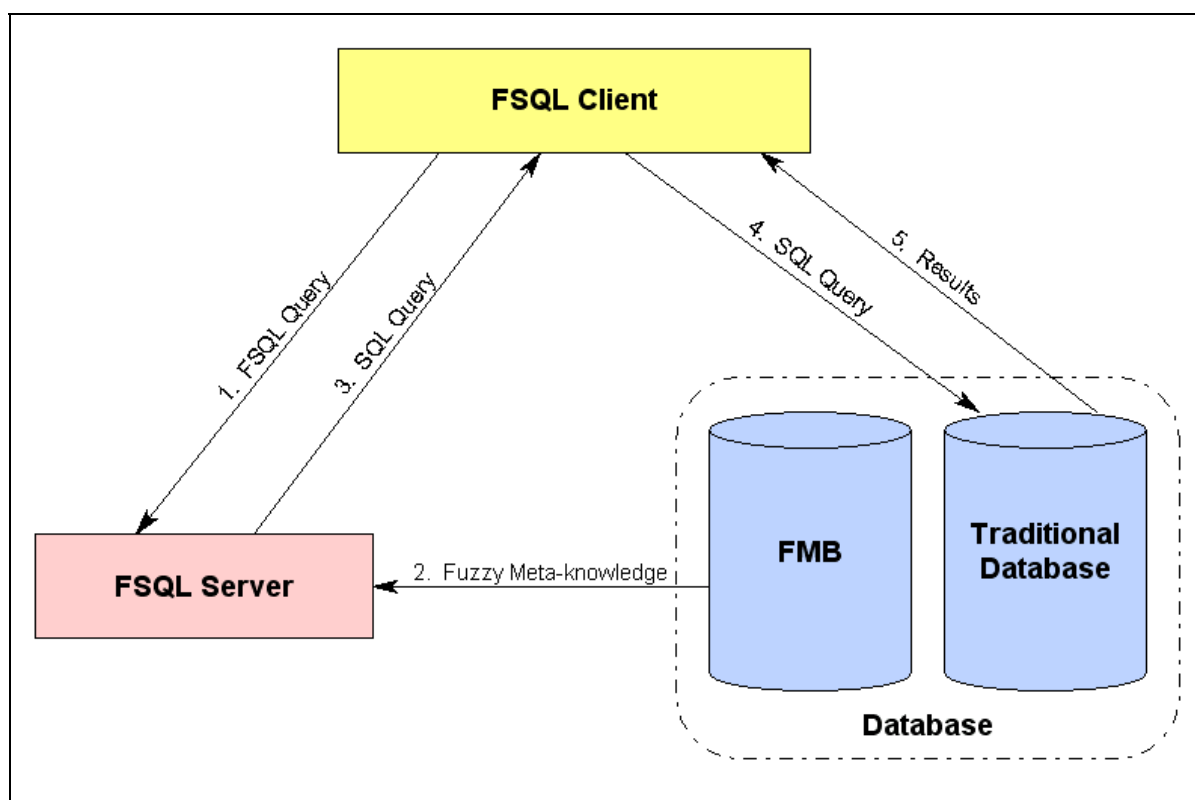 FSQL Client
1. FSQL Query
3. SQL Query
4. SQL Query
5. Results
FSQL Server
2. Fuzzy Meta-knowledge
FMB
Traditional
Database
Database